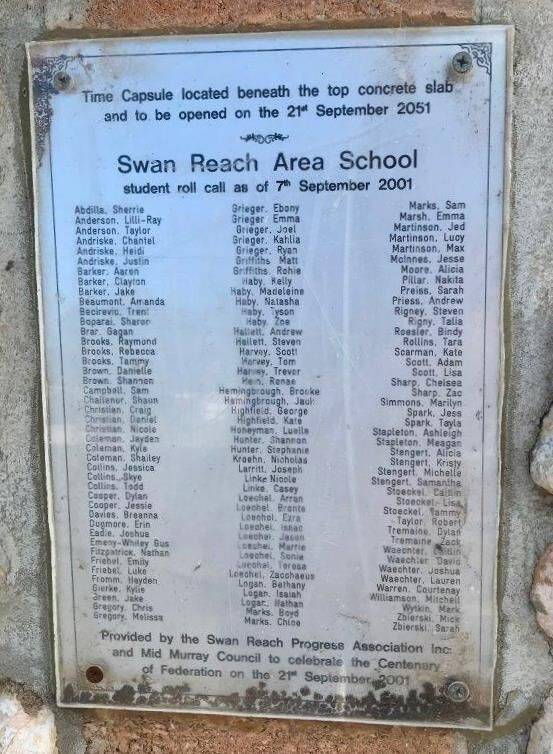 Time Capsule located beneath the top concrete slab
and to be opened on the 21st September 2051
Swan Reach Area School
student roll call as of 7th September 2001
Abdilla, Sherrie
Anderson, Lilli-Ray
Anderson, Taylor
Andriske, Chantel
Andriske, Heidi
Andriske, Justin
Barker, Aaron
Barker, Clayton
Barker, Jake
Beaumont, Amanda
Becirevic, Trent
Boparai, Sharon
Brar, Gagan
Brooks, Raymond
Brooks, Rebecca
Brooks, Tammy
Brown, Danielle
Brown, Shannon
Campbell, Sam
Challenor, Shaun
Christian, Craig
Christian, Daniel
Christian, Nicole
Coleman, Jayden
Coleman, Kyle
Coleman, Shailey
Collins, Jessica
Collins, Skye
Collins, Todd
Cooper, Dylan
Cooper, Jessie
Davies, Breanna
Dugmore, Erin
Eadie, Joshua
Emeny-Whiley Gus
Fitzpatrick, Nathan
Friebel, Emily
Friebel, Luke
Fromm, Hayden
Gierke, Kylie
Green, Jake
Gregory, Chris
Gregory, Melissa
Grieger, Ebony
Grieger, Emma
Grieger, Joel
Grieger, Kahlia
Grieger, Ryan
Griffiths, Matt
Griffiths, Rohie
Haby, Kelly
Haby, Madeleine
Haby, Natasha
Haby, Tyson
Haby, Zoe
Hallett, Andrew
Hallett, Steven
Harvey, Scott
Harvey, Tom
Harvey, Trevor
Hein, Renae
Hemingbrough, Brooke
Hemingbrough, Jack
Highfield, George
Highfield, Kate
Honeyman, Luella
Hunter, Shannon
Hunter, Stephanie
Kroehn, Nicholas
Larritt, Joseph
Linke Nicole
Linke, Casey
Loechel, Arran
Loechel, Bronte
Loechel, Ezra
Loechel, Isaac
Loechel, Jason
Loechel, Marrie
Loechel, Sonie
Loechel, Teresa
Loechel, Zacchaeus
Logan, Bethany
Logan, Isaiah
Logan, Nathan
Marks, Boyd
Marks, Chloe
Marks, Sam
Marsh, Emma
Martinson, Jed
Martinson, Lucy
Martinson, Max
McInnes, Jesse
Moore, Alicia
Pillar, Nakita
Preiss, Sarah
Priess, Andrew
Rigney, Steven
Rigny, Talia
Roesler, Bindy
Rollins, Tara
Scarman, Kate
Scott, Adam
Scott, Lisa
Sharp, Chelsea
Sharp, Zac
Simmons, Marilyn
Spark, Jess
Spark, Tayla
Stapleton, Ashleigh
Stapleton, Meagan
Stengert, Alicia
Stengert, Kristy
Stengert, Michelle
Stengert, Samantha
Stoeckel, Caitlin
Stoeckel, Lisa
Stoeckel, Tammy
Taylor, Robert
Tremaine, Dylan
Tremaine, Zack
Waechter,
Waechter, David
Waechter, Joshua
Waechter, Lauren
Warren, Courtenay
Williamson, Mitchell
Wytkin, Mark
Zbierski, Mick
Zbierski, Sarah
Provided by the Swan Reach Progress Association Inc
and Mid Murray Council to celebrate the Centenary
of Federation on the 21st September 2001